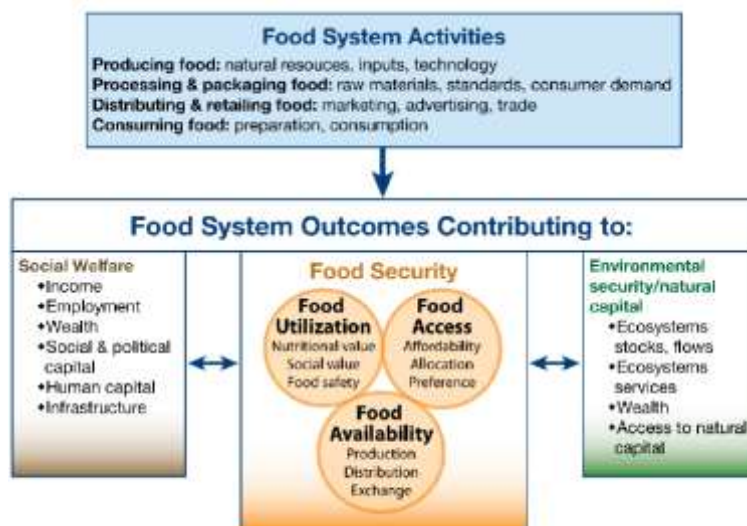 Food System Activities
Producing food: natural resouces, inputs, technology
Processing & packaging food: raw materials, standards, consumer demand
Distributing & retailing food: marketing, advertising, trade
Consuming food: preparation, consumption
Food System Outcomes Contributing to:
Social Welfare
•Income
•Employment
•Wealth
•Social & political
capital
•Human capital
•Infrastructure
Food Security
Food
Utilization
Nutritional value
Social value
Food safety
Food
Access
Affordability
Allocation
Preference
Food
Availability
Production
Distribution
Exchange
Environmental
security/natural
capital
•Ecosystems
stocks, flows
•Ecosystems
services
•Wealth
•Access to natural
capital